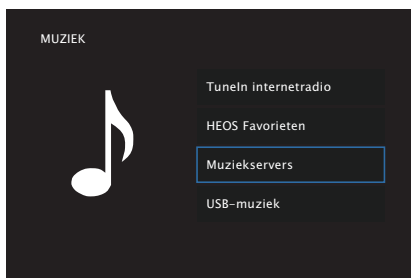 MUZIEK
TuneIn internetradio
HEOS Favorieten
Muziekservers
USB-muziek